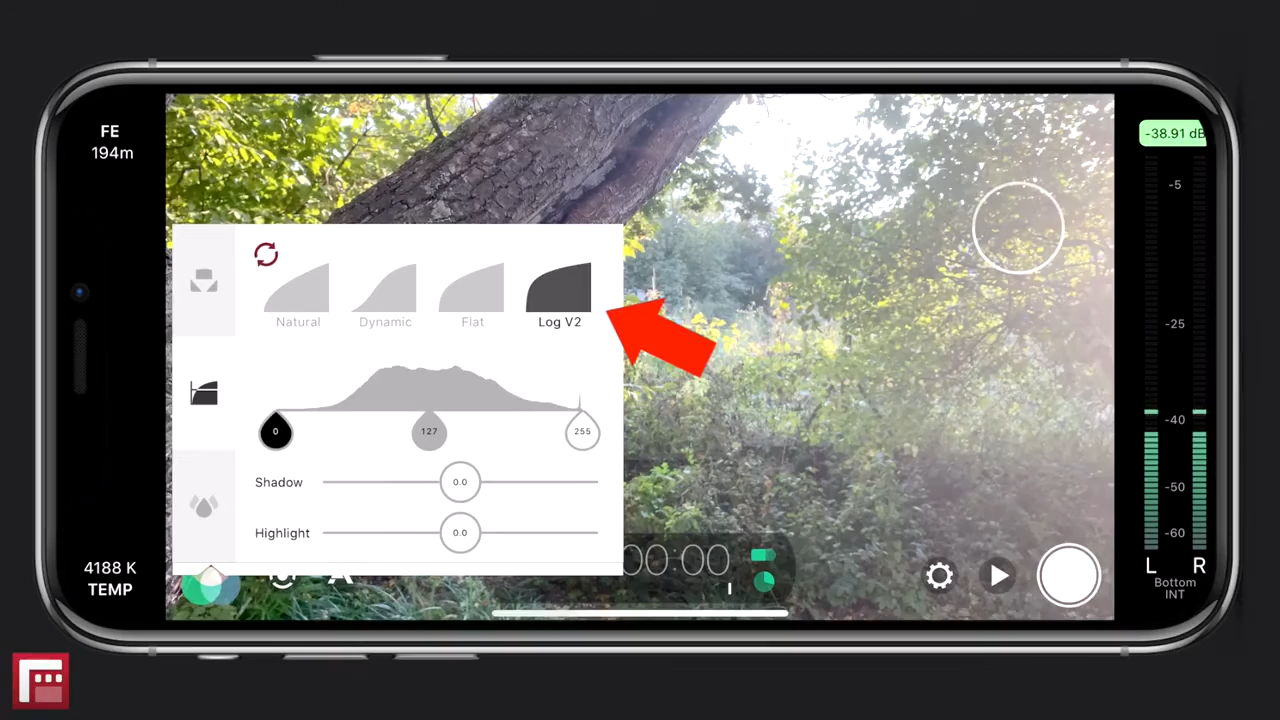 FE
194m
-38.91 dB
-5
-25
-40
-50
-60
L R
Bottom
INT
4188 K
TEMP
Natural Dynamic Flat Log V2
0 127 255
Shadow 0.0
Highlight 0.0
00:00